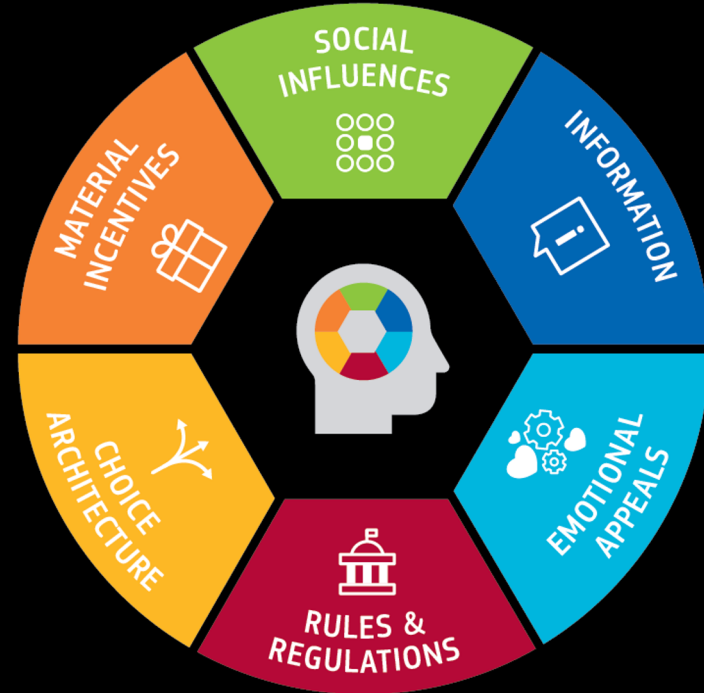 SOCIAL
INFLUENCES
INFORMATION
EMOTIONAL
APPEALS
RULES &
REGULATIONS
CHOICE
ARCHITECTURE
MATERIAL
INCENTIVES
i